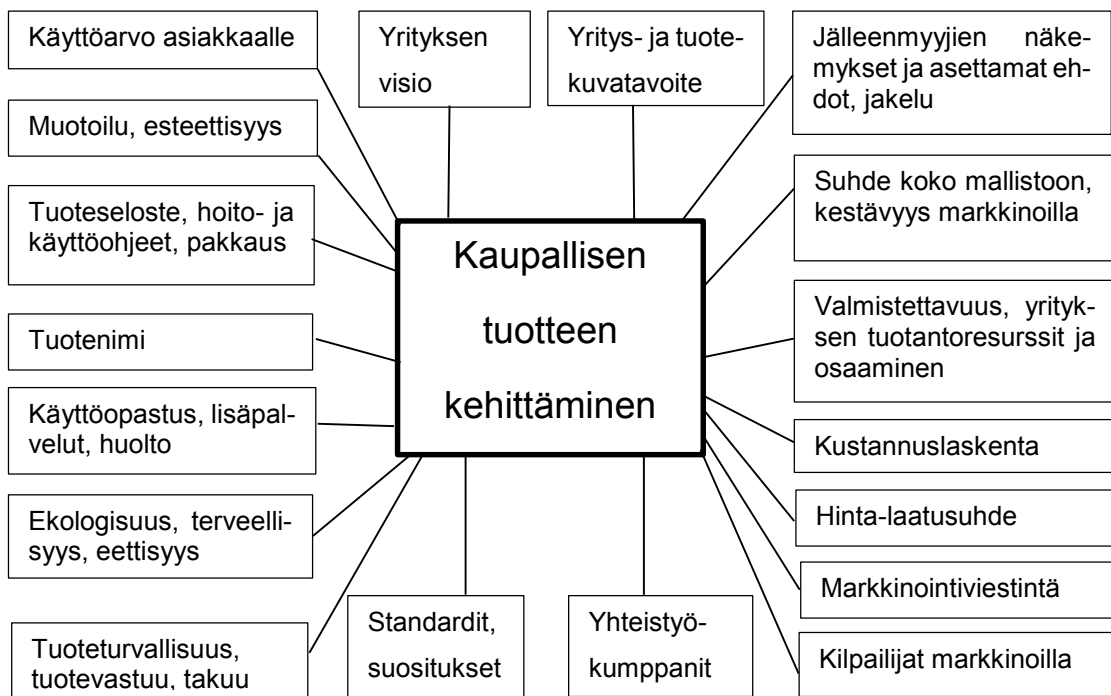 Käyttöarvo asiakkaalle
Muotoilu, esteettisyys
Tuoteseloste, hoito- ja
käyttöohjeet, pakkaus
Tuotenimi
Käyttöopastus, lisäpal-
velut, huolto
Ekologisuus, terveelli-
syys, eettisyys
Tuoteturvallisuus,
tuotevastuu, takuu
Yrityksen
visio
Yritys- ja tuote-
kuvatavoite
Kaupallisen
tuotteen
kehittäminen
Standardit,
suositukset
Yhteistyö-
kumppanit
Jälleenmyyjien näke-
mykset ja asettamat eh-
dot, jakelu
Suhde koko mallistoon,
kestävyys markkinoilla
Valmistettavuus, yrityk-
sen tuotantoresurssit ja
osaaminen
Kustannuslaskenta
Hinta-laatusuhde
Markkinointiviestintä
Kilpailijat markkinoilla